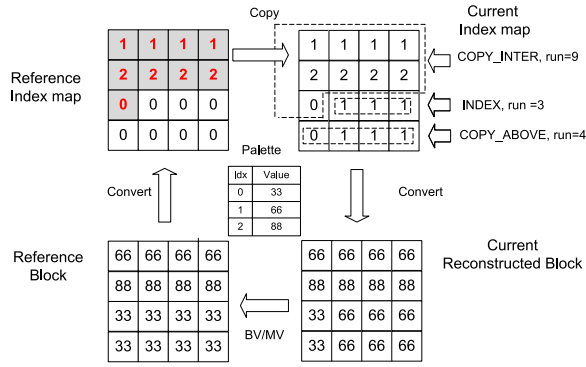 Copy
Current
Index map
Reference
Index map
1 1 1 1
2 2 2 2
0 0 0 0
0 0 0 0
1 1 1 1
2 2 2 2
0 1 1 1
0 1 1 1
COPY_INTER, run=9
INDEX, run =3
COPY_ABOVE, run=4
Palette
Idx Value
0 33
1 66
2 88
Convert
Convert
Reference
Block
66 66 66 66
88 88 88 88
33 33 33 33
33 33 33 33
BV/MV
66 66 66 66
88 88 88 88
33 66 66 66
33 66 66 66
Current
Reconstructed Block